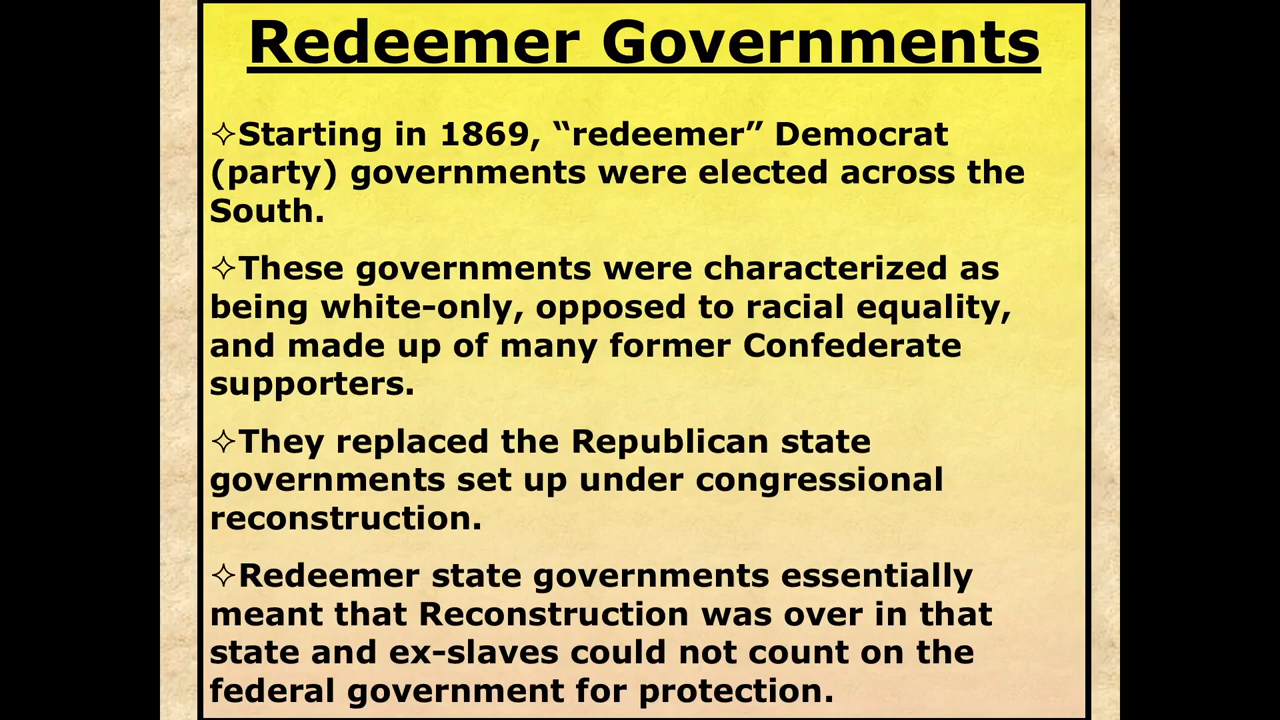 Redeemer Governments
✧Starting in 1869, “redeemer” Democrat
(party) governments were elected across the
South.
✧These governments were characterized as
being white-only, opposed to racial equality,
and made up of many former Confederate
supporters.
✧They replaced the Republican state
governments set up under congressional
reconstruction.
✧Redeemer state governments essentially
meant that Reconstruction was over in that
state and ex-slaves could not count on the
federal government for protection.